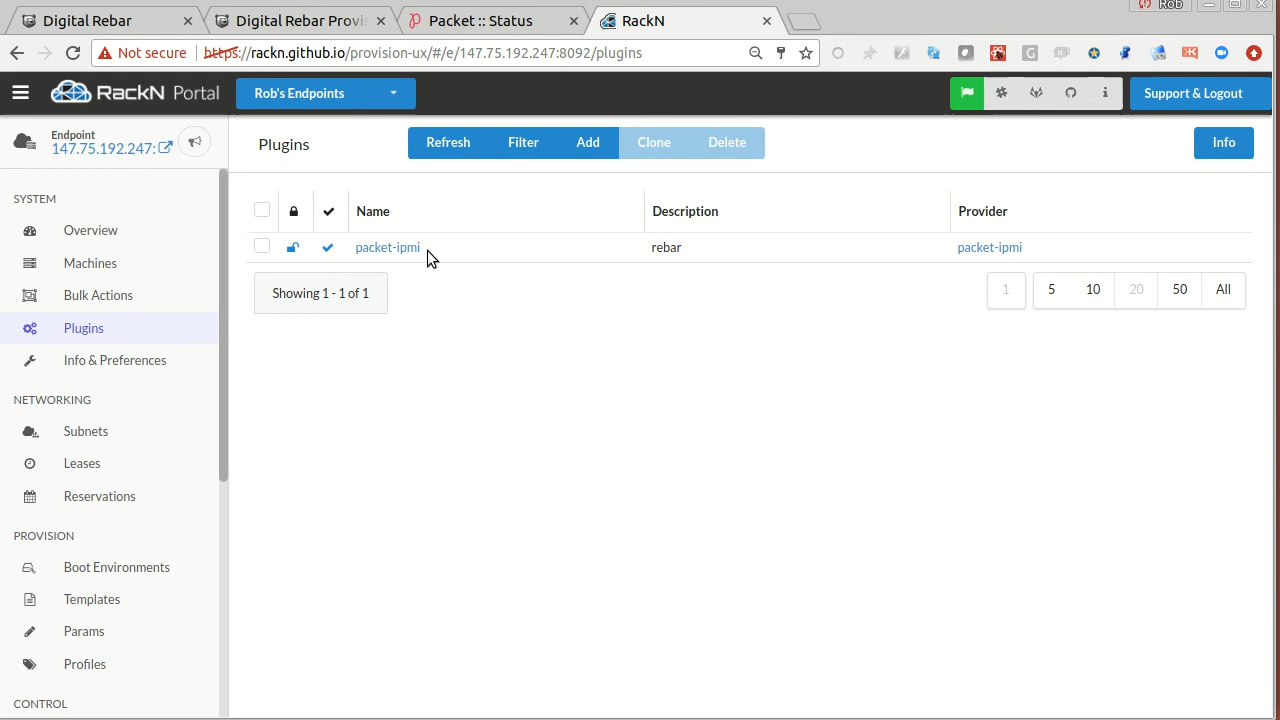 Digital Rebar
Digital Rebar Provi
Packet :: Status
RackN
Rob
Not secure
https://rackn.github.io/provision-ux/#/e/147.75.192.247:8092/plugins
RackN Portal
Rob's Endpoints
Support & Logout
Endpoint
147.75.192.247:
Plugins
Refresh
Filter
Add
Clone
Delete
Info
SYSTEM
Overview
Machines
Bulk Actions
Plugins
Info & Preferences
NETWORKING
Subnets
Leases
Reservations
PROVISION
Boot Environments
Templates
Params
Profiles
CONTROL
Name
Description
Provider
packet-ipmi
rebar
packet-ipmi
Showing 1 - 1 of 1
1
5
10
20
50
All